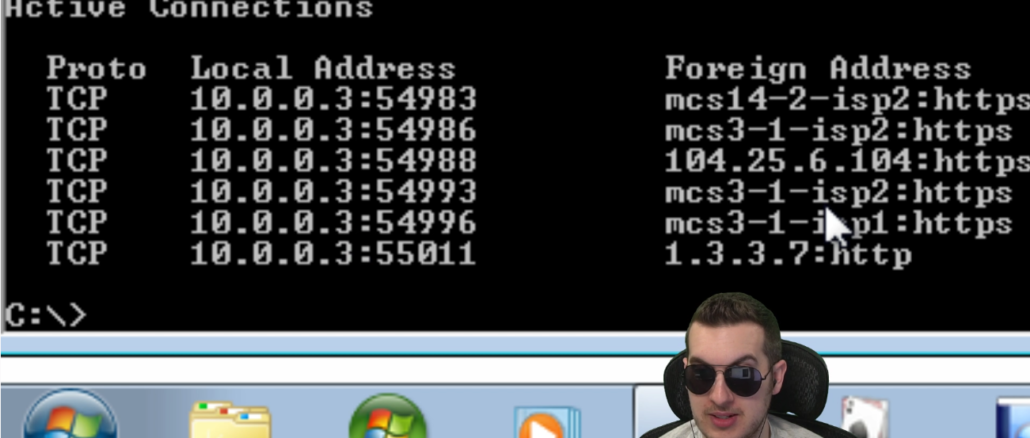 Active Connections
Proto Local Address Foreign Address
TCP 10.0.0.3:54983 mcs14-2-isp2:https
TCP 10.0.0.3:54986 mcs3-1-isp2:https
TCP 10.0.0.3:54988 104.25.6.104:https
TCP 10.0.0.3:54993 mcs3-1-isp2:https
TCP 10.0.0.3:54996 mcs3-1-isp1:https
TCP 10.0.0.3:55011 1.3.3.7:http
C:\>